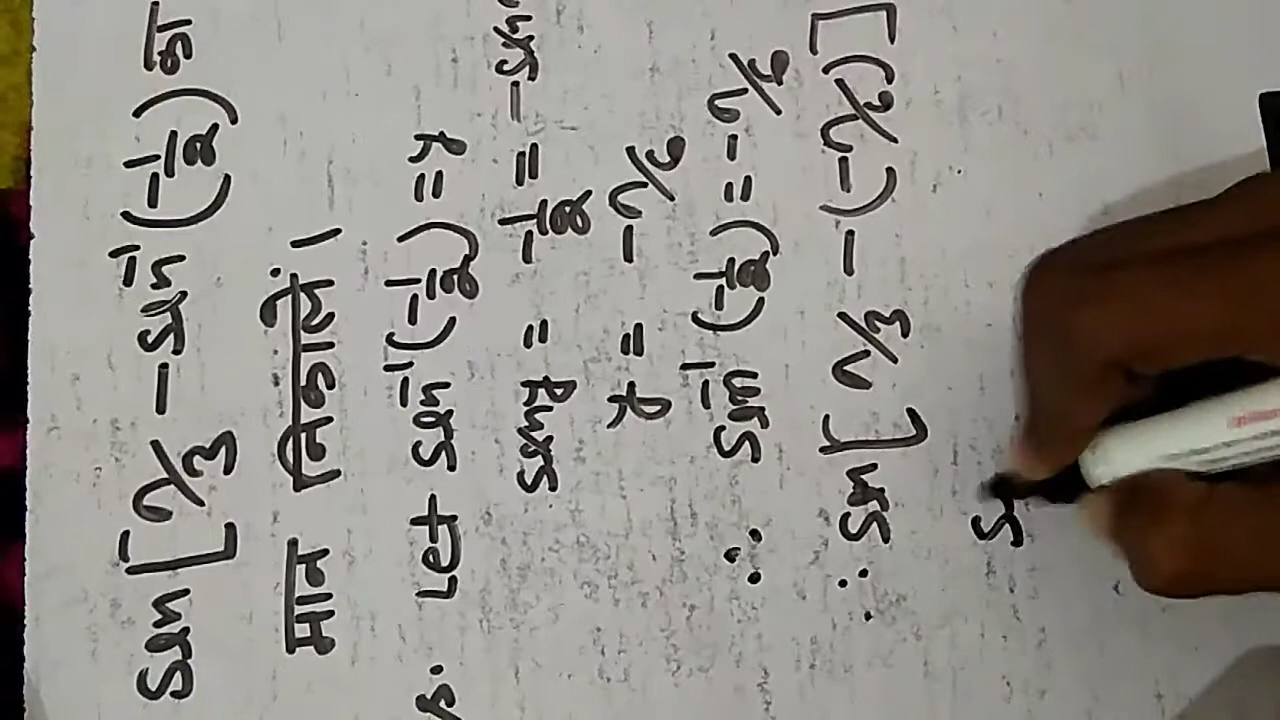 Sin [π/3 - Sin⁻¹ (-1/2) का
मान निकालें।
Let Sin⁻¹(-1/2) = y
Siny = -1/2 = - Sin
y = - π/6
∴ Sin⁻¹(-1/2) = - π/6
∴ Sin [π/3 - (-π/6)]
S